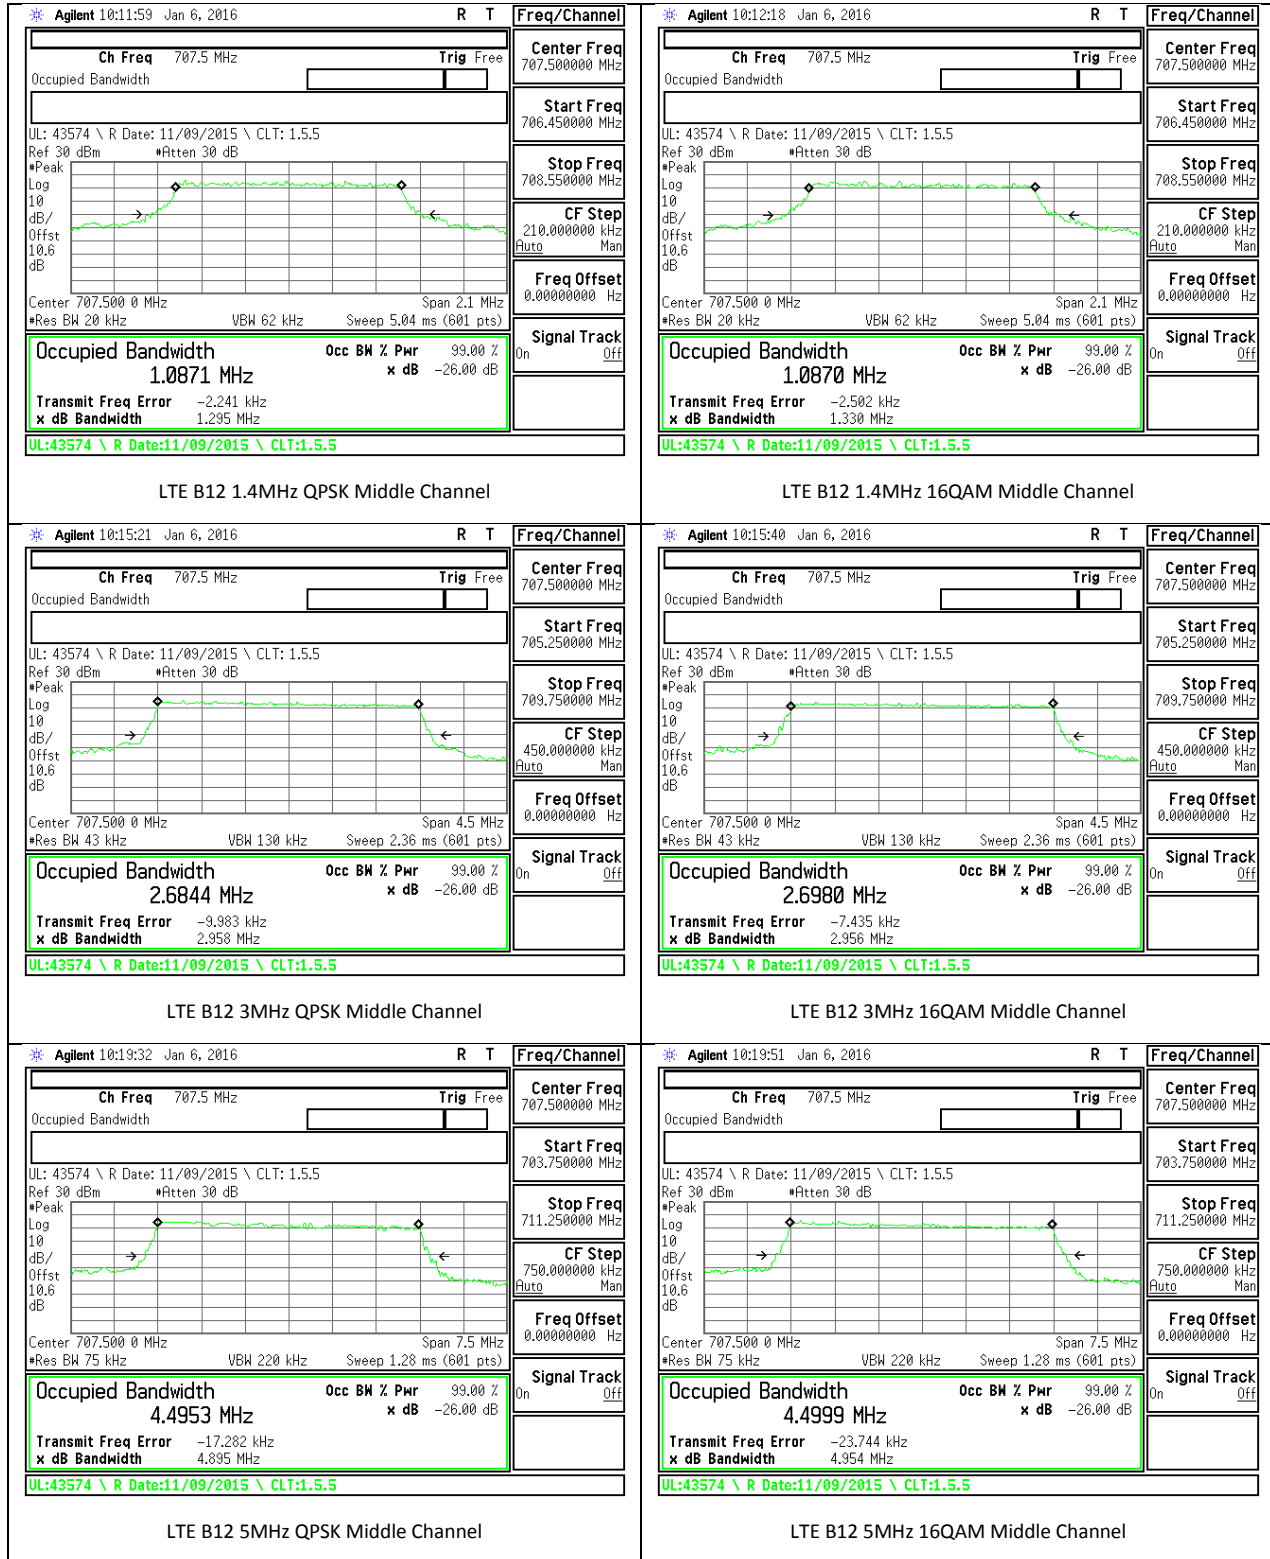 Agilent 10:11:59 Jan 6, 2016 R T Freq/Channel
Ch Freq 707.5 MHz Trig Free
Occupied Bandwidth
Center Freq
707.500000 MHz
Start Freq
706.450000 MHz
UL: 43574 \ R Date: 11/09/2015 \ CLT: 1.5.5
Ref 30 dBm #Atten 30 dB
#Peak
Log
10
dB/
Offst
10.6
dB
Stop Freq
708.550000 MHz
CF Step
210.000000 kHz
Auto Man
Freq Offset
0.00000000 Hz
Center 707.500 0 MHz Span 2.1 MHz
#Res BW 20 kHz VBW 62 kHz Sweep 5.04 ms (601 pts)
Signal Track
On Off
Occupied Bandwidth Occ BW % Pwr 99.00 %
1.0871 MHz x dB -26.00 dB
Transmit Freq Error -2.241 kHz
x dB Bandwidth 1.295 MHz
UL:43574 \ R Date:11/09/2015 \ CLT:1.5.5
LTE B12 1.4MHz QPSK Middle Channel
Agilent 10:12:18 Jan 6, 2016 R T Freq/Channel
Ch Freq 707.5 MHz Trig Free
Occupied Bandwidth
Center Freq
707.500000 MHz
Start Freq
706.450000 MHz
UL: 43574 \ R Date: 11/09/2015 \ CLT: 1.5.5
Ref 30 dBm #Atten 30 dB
#Peak
Log
10
dB/
Offst
10.6
dB
Stop Freq
708.550000 MHz
CF Step
210.000000 kHz
Auto Man
Freq Offset
0.00000000 Hz
Center 707.500 0 MHz Span 2.1 MHz
#Res BW 20 kHz VBW 62 kHz Sweep 5.04 ms (601 pts)
Signal Track
On Off
Occupied Bandwidth Occ BW % Pwr 99.00 %
1.0870 MHz x dB -26.00 dB
Transmit Freq Error -2.502 kHz
x dB Bandwidth 1.330 MHz
UL:43574 \ R Date:11/09/2015 \ CLT:1.5.5
LTE B12 1.4MHz 16QAM Middle Channel
Agilent 10:15:21 Jan 6, 2016 R T Freq/Channel
Ch Freq 707.5 MHz Trig Free
Occupied Bandwidth
Center Freq
707.500000 MHz
Start Freq
705.250000 MHz
UL: 43574 \ R Date: 11/09/2015 \ CLT: 1.5.5
Ref 30 dBm #Atten 30 dB
#Peak
Log
10
dB/
Offst
10.6
dB
Stop Freq
709.750000 MHz
CF Step
450.000000 kHz
Auto Man
Freq Offset
0.00000000 Hz
Center 707.500 0 MHz Span 4.5 MHz
#Res BW 43 kHz VBW 130 kHz Sweep 2.36 ms (601 pts)
Signal Track
On Off
Occupied Bandwidth Occ BW % Pwr 99.00 %
2.6844 MHz x dB -26.00 dB
Transmit Freq Error -9.983 kHz
x dB Bandwidth 2.958 MHz
UL:43574 \ R Date:11/09/2015 \ CLT:1.5.5
LTE B12 3MHz QPSK Middle Channel
Agilent 10:15:40 Jan 6, 2016 R T Freq/Channel
Ch Freq 707.5 MHz Trig Free
Occupied Bandwidth
Center Freq
707.500000 MHz
Start Freq
705.250000 MHz
UL: 43574 \ R Date: 11/09/2015 \ CLT: 1.5.5
Ref 30 dBm #Atten 30 dB
#Peak
Log
10
dB/
Offst
10.6
dB
Stop Freq
709.750000 MHz
CF Step
450.000000 kHz
Auto Man
Freq Offset
0.00000000 Hz
Center 707.500 0 MHz Span 4.5 MHz
#Res BW 43 kHz VBW 130 kHz Sweep 2.36 ms (601 pts)
Signal Track
On Off
Occupied Bandwidth Occ BW % Pwr 99.00 %
2.6980 MHz x dB -26.00 dB
Transmit Freq Error -7.435 kHz
x dB Bandwidth 2.956 MHz
UL:43574 \ R Date:11/09/2015 \ CLT:1.5.5
LTE B12 3MHz 16QAM Middle Channel
Agilent 10:19:32 Jan 6, 2016 R T Freq/Channel
Ch Freq 707.5 MHz Trig Free
Occupied Bandwidth
Center Freq
707.500000 MHz
Start Freq
703.750000 MHz
UL: 43574 \ R Date: 11/09/2015 \ CLT: 1.5.5
Ref 30 dBm #Atten 30 dB
#Peak
Log
10
dB/
Offst
10.6
dB
Stop Freq
711.250000 MHz
CF Step
750.000000 kHz
Auto Man
Freq Offset
0.00000000 Hz
Center 707.500 0 MHz Span 7.5 MHz
#Res BW 75 kHz VBW 220 kHz Sweep 1.28 ms (601 pts)
Signal Track
On Off
Occupied Bandwidth Occ BW % Pwr 99.00 %
4.4953 MHz x dB -26.00 dB
Transmit Freq Error -17.282 kHz
x dB Bandwidth 4.895 MHz
UL:43574 \ R Date:11/09/2015 \ CLT:1.5.5
LTE B12 5MHz QPSK Middle Channel
Agilent 10:19:51 Jan 6, 2016 R T Freq/Channel
Ch Freq 707.5 MHz Trig Free
Occupied Bandwidth
Center Freq
707.500000 MHz
Start Freq
703.750000 MHz
UL: 43574 \ R Date: 11/09/2015 \ CLT: 1.5.5
Ref 30 dBm #Atten 30 dB
#Peak
Log
10
dB/
Offst
10.6
dB
Stop Freq
711.250000 MHz
CF Step
750.000000 kHz
Auto Man
Freq Offset
0.00000000 Hz
Center 707.500 0 MHz Span 7.5 MHz
#Res BW 75 kHz VBW 220 kHz Sweep 1.28 ms (601 pts)
Signal Track
On Off
Occupied Bandwidth Occ BW % Pwr 99.00 %
4.4999 MHz x dB -26.00 dB
Transmit Freq Error -23.744 kHz
x dB Bandwidth 4.954 MHz
UL:43574 \ R Date:11/09/2015 \ CLT:1.5.5
LTE B12 5MHz 16QAM Middle Channel